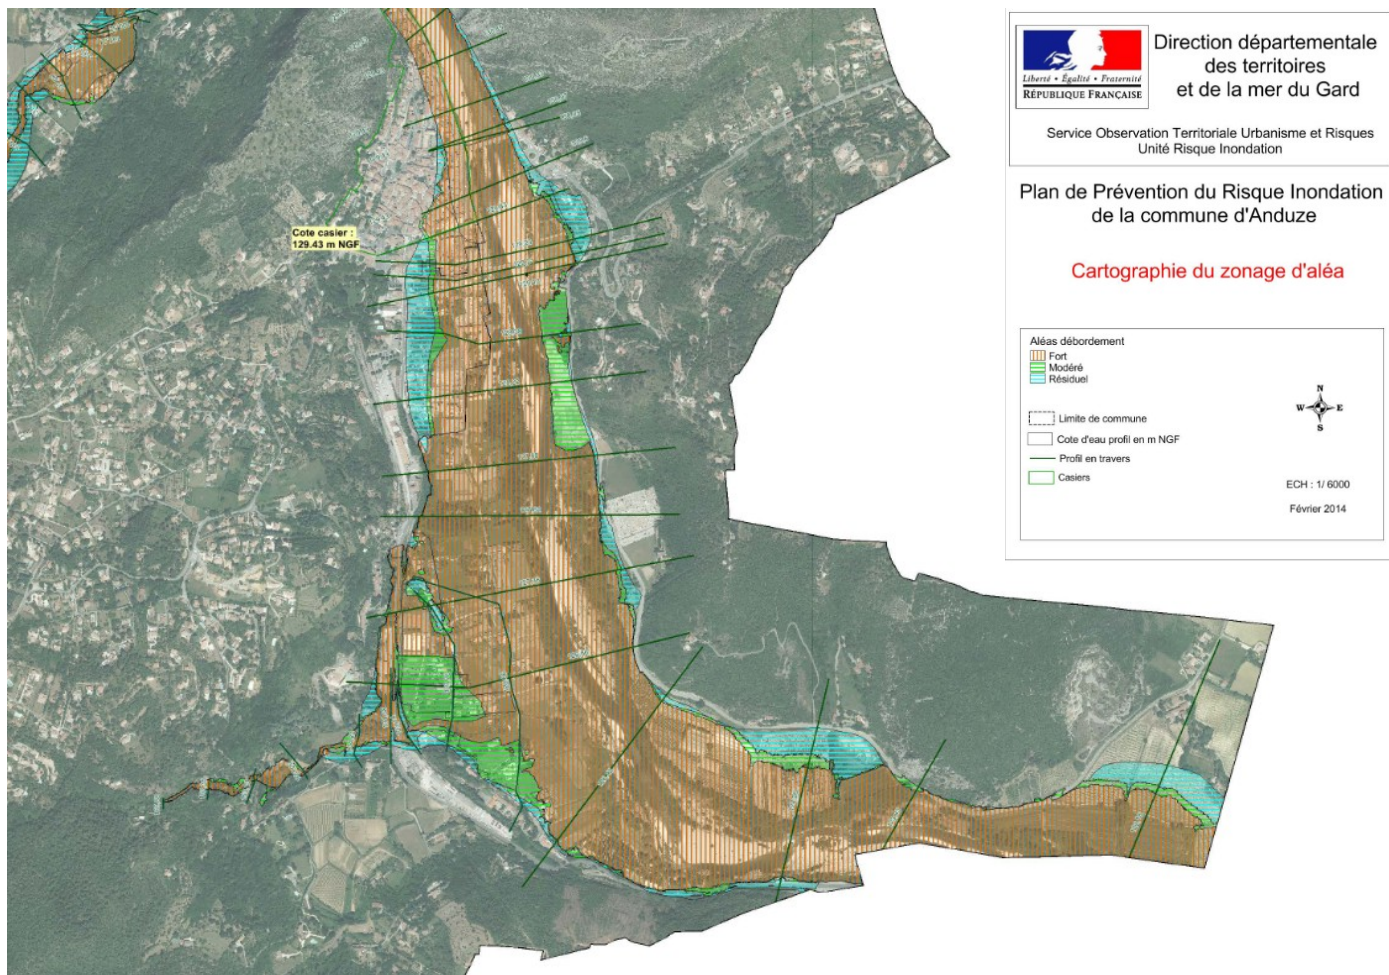 Liberté • Égalité • Fraternité
RÉPUBLIQUE FRANÇAISE
Direction départementale
des territoires
et de la mer du Gard
Service Observation Territoriale Urbanisme et Risques
Unité Risque Inondation
Plan de Prévention du Risque Inondation
de la commune d'Anduze
Cartographie du zonage d'aléa
Cote casier :
129.43 m NGF
Aléas débordement
Fort
Modéré
Résiduel
Limite de commune
Cote d'eau profil en m NGF
Profil en travers
Casiers
N
W E
S
ECH : 1/ 6000
Février 2014